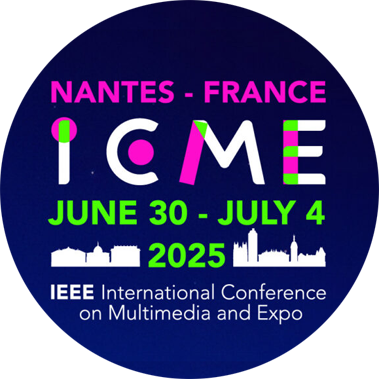 NANTES - FRANCE
ICME
JUNE 30 - JULY 4
2025
IEEE International Conference
on Multimedia and Expo